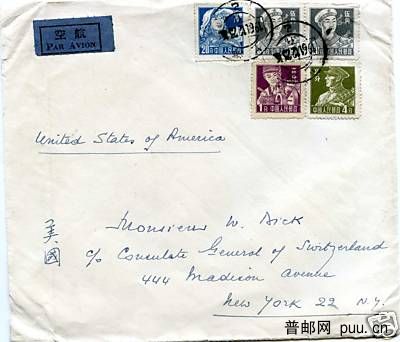 空航
PAR AVION
United States of America
美
國
Monsieur W. Dick
c/o Consulate General of Switzerland
444 Madison Avenue
New York 22 N.Y.
普邮网 puu.cn